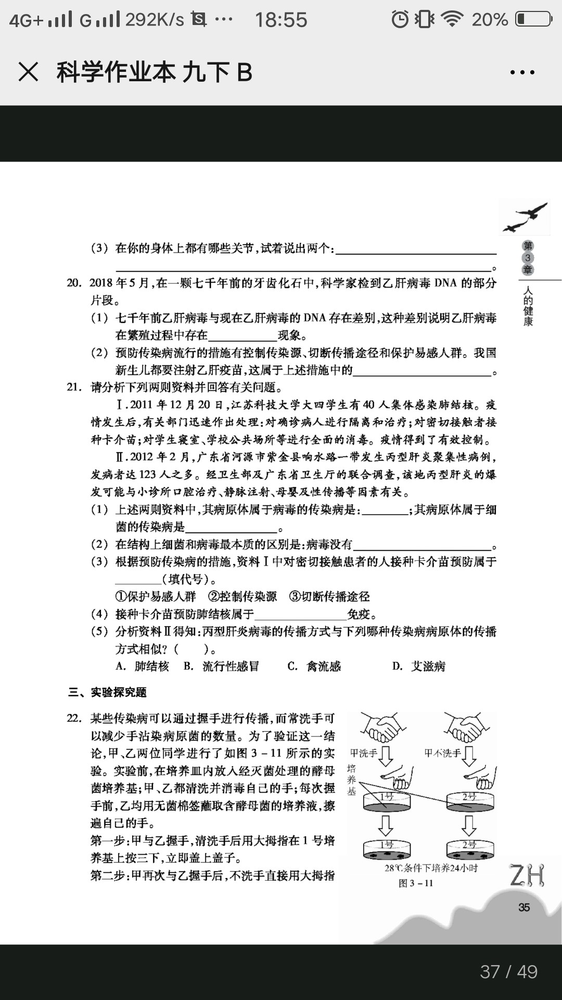 4G+ G 292K/s S ··· 18:55 20%
科学作业本 九下 B
第3章
人的健康
(3) 在你的身体上都有哪些关节,试着说出两个:____
____。
20. 2018 年 5 月,在一颗七千年前的牙齿化石中,科学家检到乙肝病毒 DNA 的部分
片段。
(1) 七千年前乙肝病毒与现在乙肝病毒的 DNA 存在差别,这种差别说明乙肝病毒
在繁殖过程中存在____现象。
(2) 预防传染病流行的措施有控制传染源、切断传播途径和保护易感人群。我国
新生儿都要注射乙肝疫苗,这属于上述措施中的____。
21. 请分析下列两则资料并回答有关问题。
Ⅰ.2011 年 12 月 20 日,江苏科技大学大四学生有 40 人集体感染肺结核。疫
情发生后,有关部门迅速作出处理:对确诊病人进行隔离和治疗;对密切接触者接
种卡介苗;对学生寝室、学校公共场所等进行全面的消毒。疫情得到了有效控制。
Ⅱ.2012 年 2 月,广东省河源市紫金县响水路一带发生丙型肝炎聚集性病例,
发病者达 123 人之多。经卫生部及广东省卫生厅的联合调查,该地丙型肝炎的爆
发可能与小诊所口腔治疗、静脉注射、母婴及性传播等因素有关。
(1) 上述两则资料中,其病原体属于病毒的传染病是:____;其病原体属于细
菌的传染病是____。
(2) 在结构上细菌和病毒最本质的区别是:病毒没有____。
(3) 根据预防传染病的措施,资料Ⅰ中对密切接触患者的人接种卡介苗预防属于
____(填代号)。
①保护易感人群 ②控制传染源 ③切断传播途径
(4) 接种卡介苗预防肺结核属于____免疫。
(5) 分析资料Ⅱ得知:丙型肝炎病毒的传播方式与下列哪种传染病病原体的传播
方式相似?( )。
A. 肺结核 B. 流行性感冒 C. 禽流感 D. 艾滋病
三、实验探究题
22. 某些传染病可以通过握手进行传播,而常洗手可
以减少手沾染病原菌的数量。为了验证这一结
论,甲、乙两位同学进行了如图 3-11 所示的实
验。实验前,在培养皿内放入经灭菌处理的酵母
菌培养基;甲、乙都清洗并消毒自己的手;每次握
手前,乙均用无菌棉签蘸取含酵母菌的培养液,擦
遍自己的手。
第一步:甲与乙握手,清洗手后用大拇指在 1 号培
养基上按三下,立即盖上盖子。
第二步:甲再次与乙握手后,不洗手直接用大拇指
甲洗手 甲不洗手
培养基
1号 2号
1号 2号
28℃条件下培养24小时
图 3-11
ZH
35
37 / 49